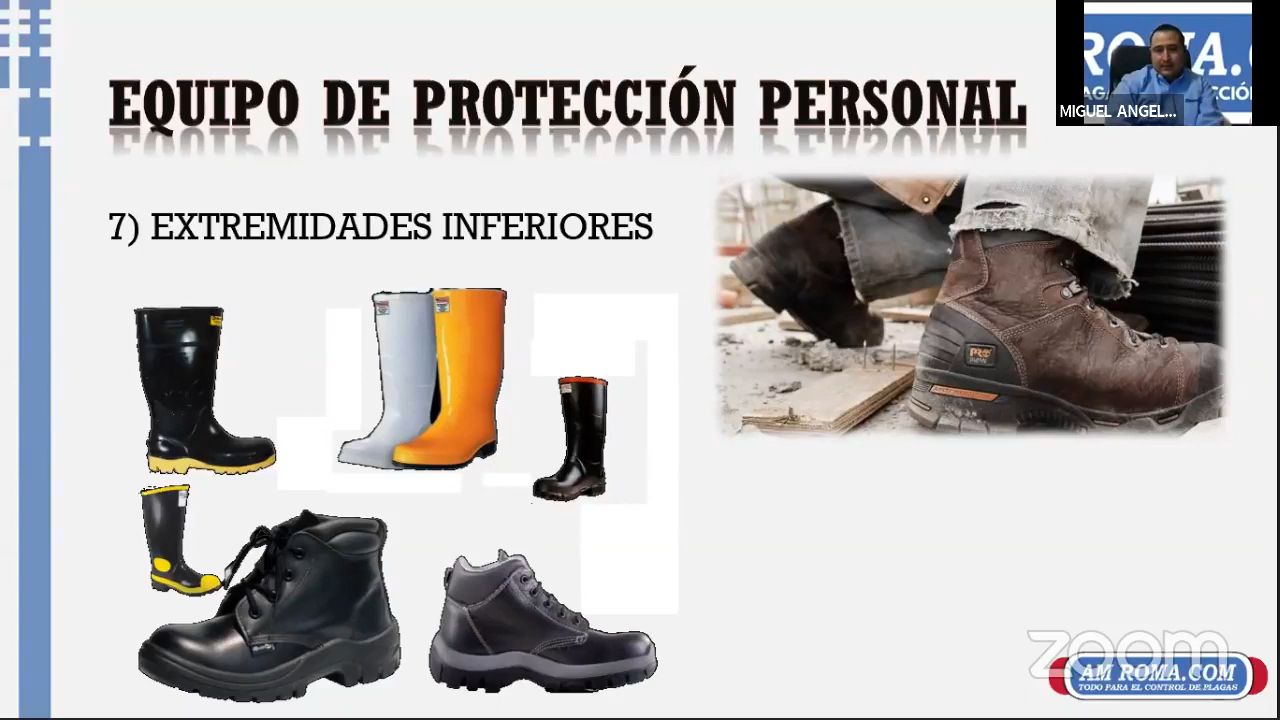 EQUIPO DE PROTECCIÓN PERSONAL
7) EXTREMIDADES INFERIORES
MIGUEL ANGEL...
PRO
zoom
AM ROMA.COM
TODO PARA EL CONTROL DE PLAGAS